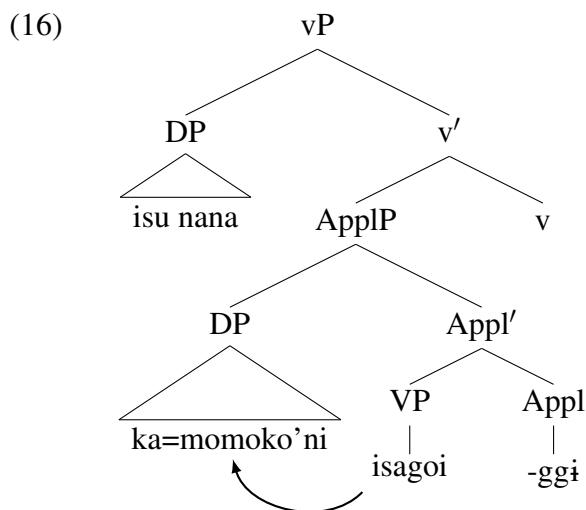 (16) vP
DP v′
isu nana ApplP v
DP Appl′
ka=momoko’ni VP Appl
isagoi -ggɨ